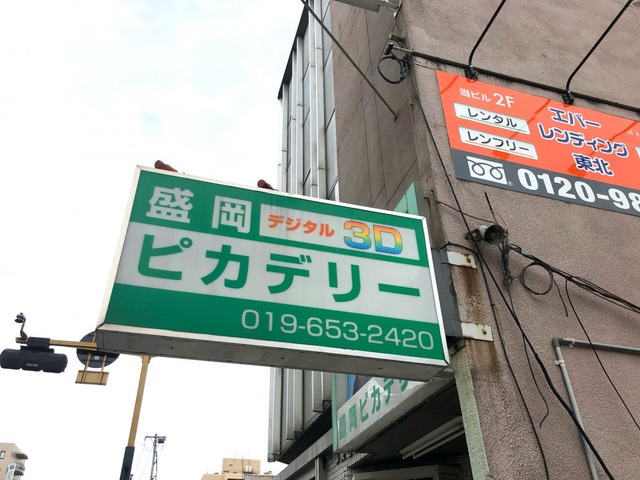 盛岡 デジタル 3D
ピカデリー
019-653-2420
当ビル 2F
レンタル
レンフリー
エバー
レンディング
東北
0120-98
盛岡ピカデリ